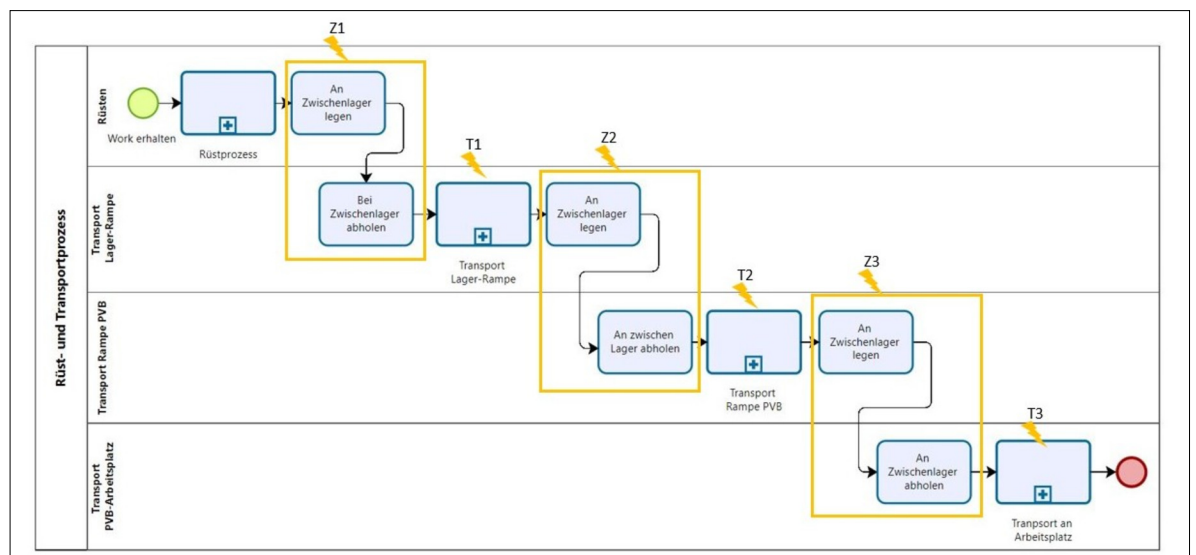 Z1
Rüst- und Transportprozess
Rüsten
Work erhalten
Rüstprozess
An
Zwischenlager
legen
Transport
Lager-Rampe
Bei
Zwischenlager
abholen
T1
Transport
Lager-Rampe
Z2
An
Zwischenlager
legen
Transport Rampe PVB
An zwischen
Lager abholen
T2
Transport
Rampe PVB
Z3
An
Zwischenlager
legen
Transport
PVB-Arbeitsplatz
An
Zwischenlager
abholen
T3
Tranpsort an
Arbeitsplatz